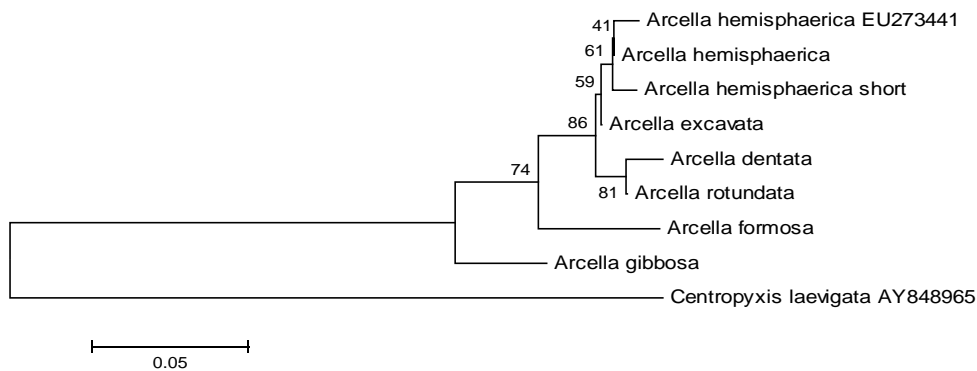 Arcella hemisphaerica EU273441
41
Arcella hemisphaerica
61
Arcella hemisphaerica short
59
Arcella excavata
86
Arcella dentata
74
Arcella rotundata
81
Arcella formosa
Arcella gibbosa
Centropyxis laevigata AY848965
0.05